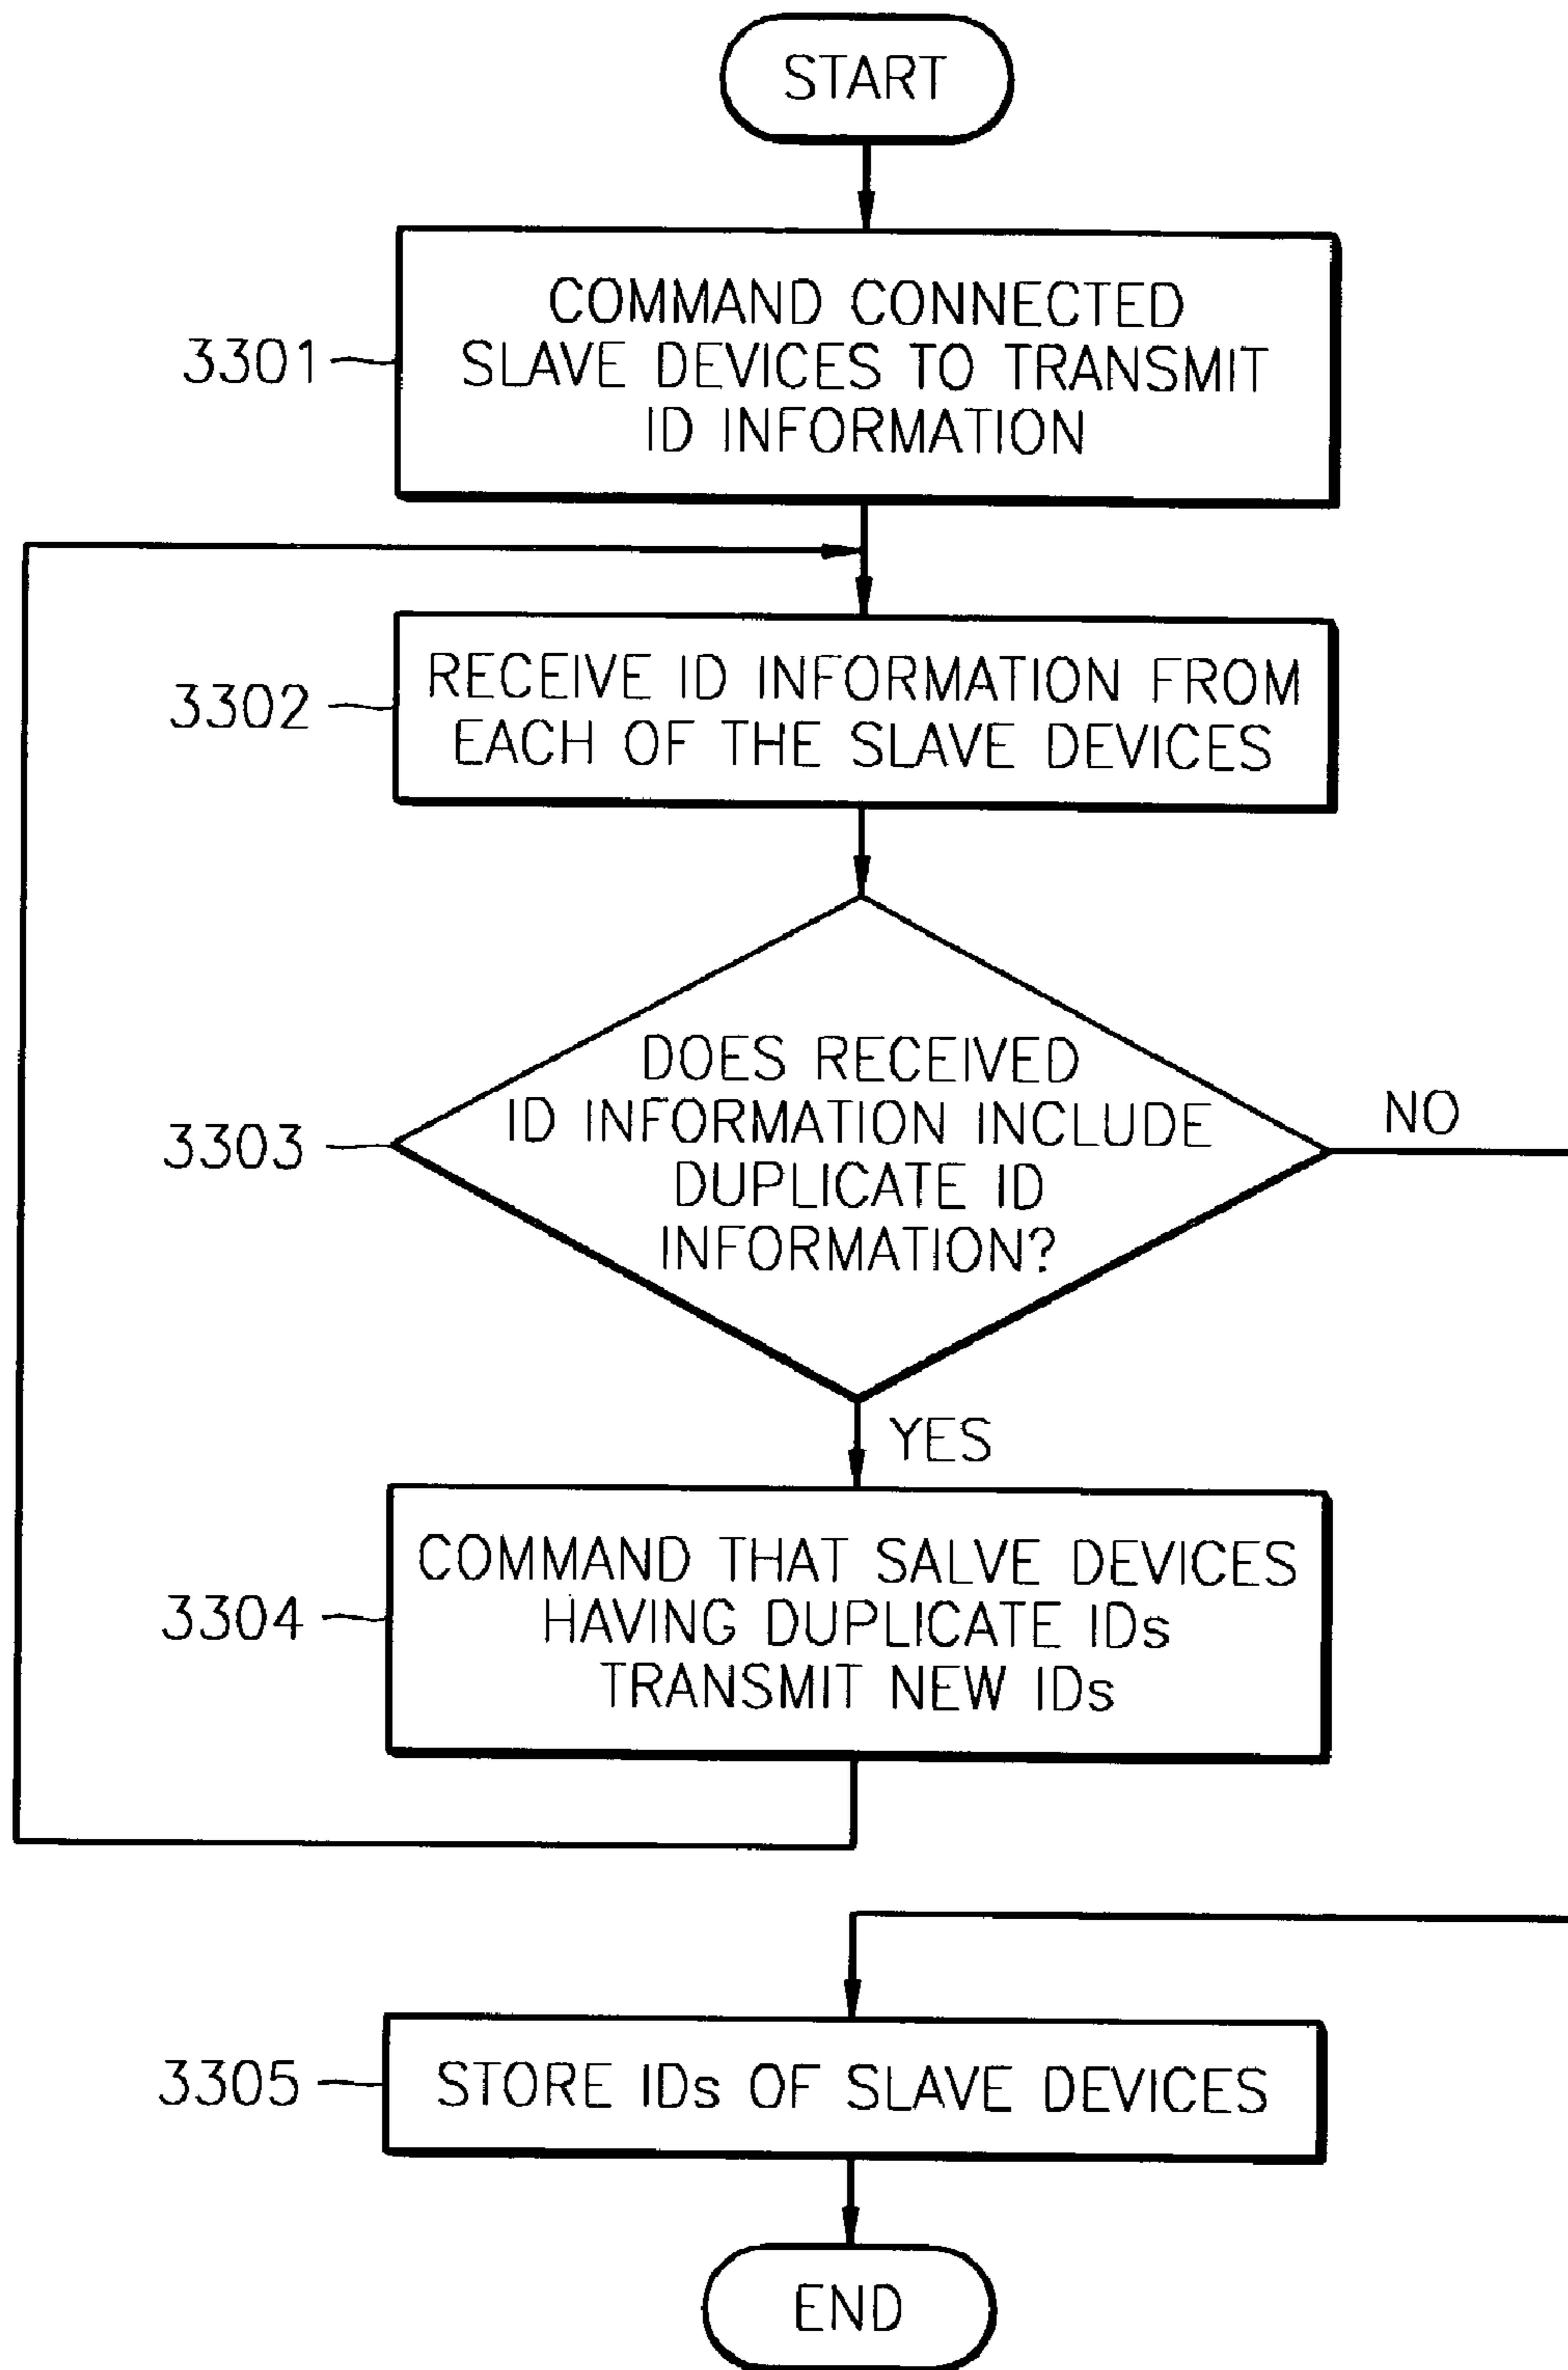 START
3301
COMMAND CONNECTED
SLAVE DEVICES TO TRANSMIT
ID INFORMATION
3302
RECEIVE ID INFORMATION FROM
EACH OF THE SLAVE DEVICES
3303
DOES RECEIVED
ID INFORMATION INCLUDE
DUPLICATE ID
INFORMATION?
NO
YES
3304
COMMAND THAT SALVE DEVICES
HAVING DUPLICATE IDs
TRANSMIT NEW IDs
3305
STORE IDs OF SLAVE DEVICES
END